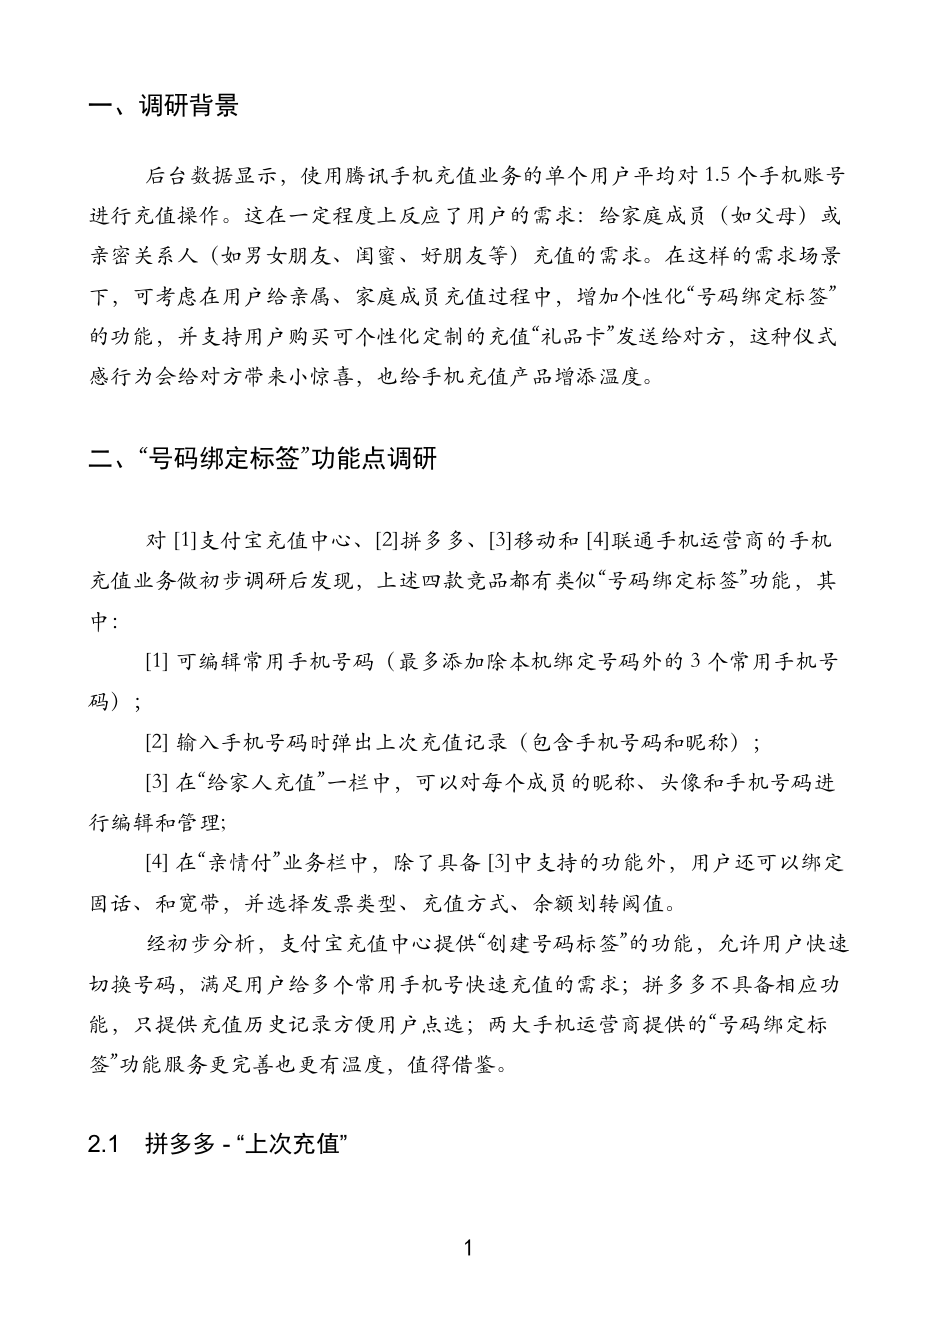 一、调研背景
后台数据显示，使用腾讯手机充值业务的单个用户平均对 1.5 个手机账号
进行充值操作。这在一定程度上反应了用户的需求：给家庭成员（如父母）或
亲密关系人（如男女朋友、闺蜜、好朋友等）充值的需求。在这样的需求场景
下，可考虑在用户给亲属、家庭成员充值过程中，增加个性化“号码绑定标签”
的功能，并支持用户购买可个性化定制的充值“礼品卡”发送给对方，这种仪式
感行为会给对方带来小惊喜，也给手机充值产品增添温度。
二、“号码绑定标签”功能点调研
对 [1]支付宝充值中心、[2]拼多多、[3]移动和 [4]联通手机运营商的手机
充值业务做初步调研后发现，上述四款竞品都有类似“号码绑定标签”功能，其
中：
[1] 可编辑常用手机号码（最多添加除本机绑定号码外的 3 个常用手机号
码）；
[2] 输入手机号码时弹出上次充值记录（包含手机号码和昵称）；
[3] 在“给家人充值”一栏中，可以对每个成员的昵称、头像和手机号码进
行编辑和管理;
[4] 在“亲情付”业务栏中，除了具备 [3]中支持的功能外，用户还可以绑定
固话、和宽带，并选择发票类型、充值方式、余额划转阈值。
经初步分析，支付宝充值中心提供“创建号码标签”的功能，允许用户快速
切换号码，满足用户给多个常用手机号快速充值的需求；拼多多不具备相应功
能，只提供充值历史记录方便用户点选；两大手机运营商提供的“号码绑定标
签”功能服务更完善也更有温度，值得借鉴。
2.1 拼多多 - “上次充值”
1